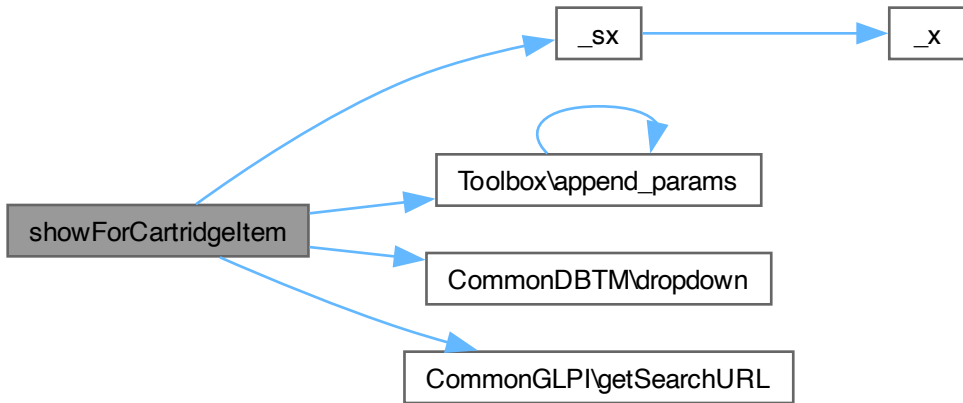 _sx
_x
Toolbox\append_params
showForCartridgeItem
CommonDBTM\dropdown
CommonGLPI\getSearchURL